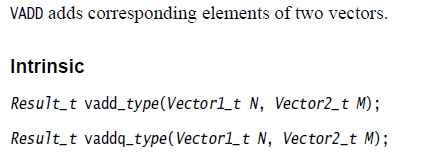 VADD adds corresponding elements of two vectors.
Intrinsic
Result_t vadd_type(Vector1_t N, Vector2_t M);
Result_t vaddq_type(Vector1_t N, Vector2_t M);